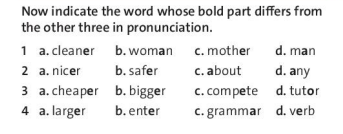 Now indicate the word whose bold part differs from
the other three in pronunciation.
1 a. cleaner b. woman c. mother d. man
2 a. nicer b. safer c. about d. any
3 a. cheaper b. bigger c. compete d. tutor
4 a. larger b. enter c. grammar d. verb